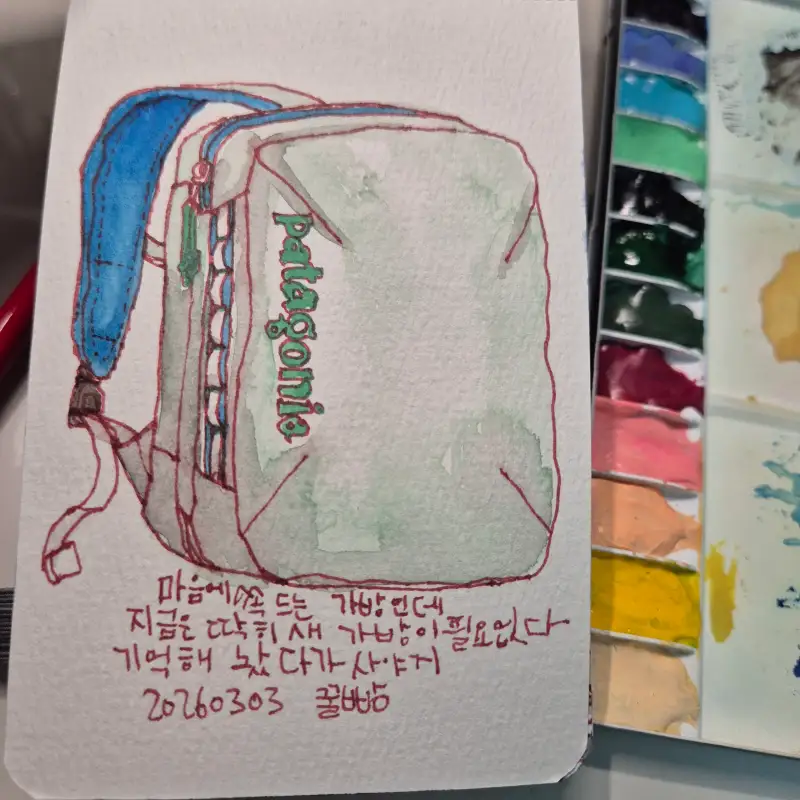 patagonia
마음에 쏙 드는 가방인데
지금은 딱히 새 가방이 필요없다
기억해 놨다가 사야지
20260303 꿀빰